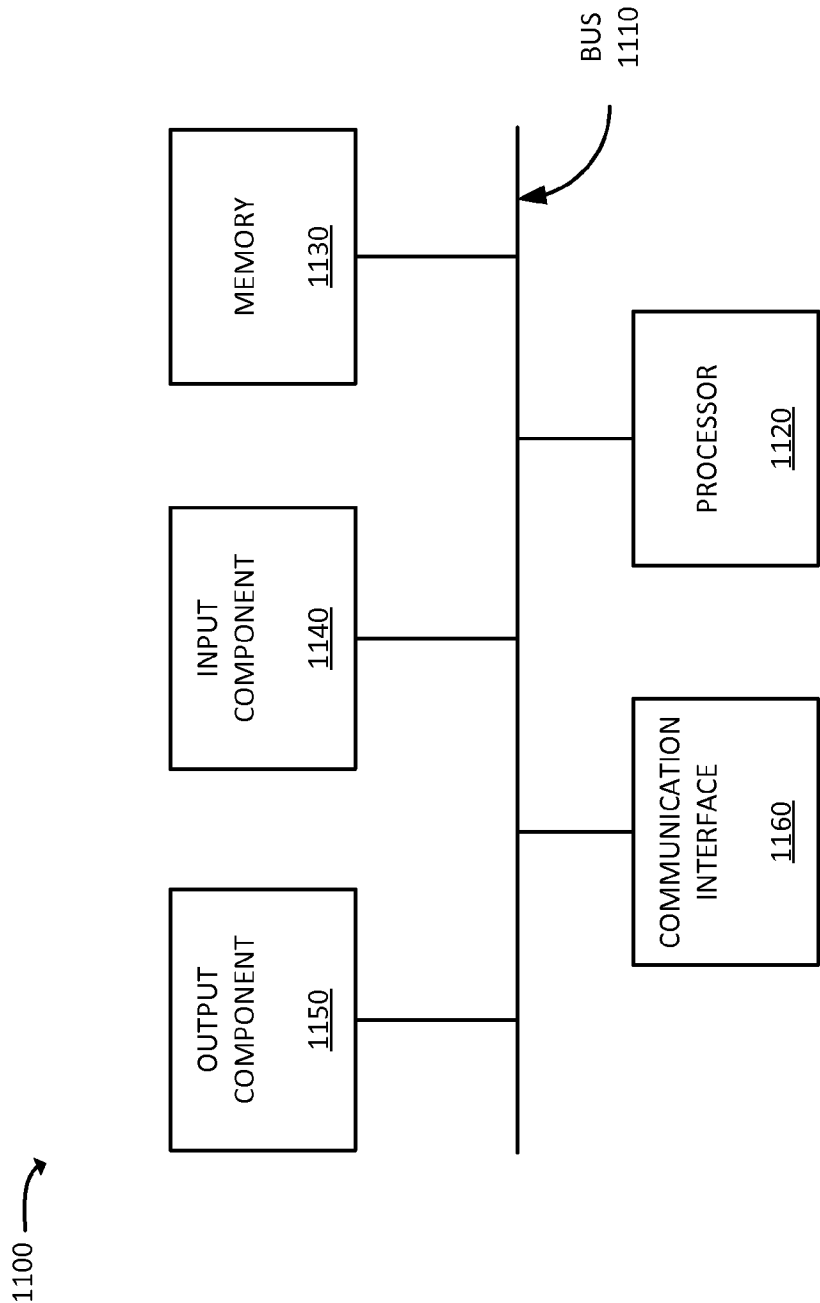 1100
OUTPUT
COMPONENT
1150
INPUT
COMPONENT
1140
MEMORY
1130
BUS
1110
COMMUNICATION
INTERFACE
1160
PROCESSOR
1120